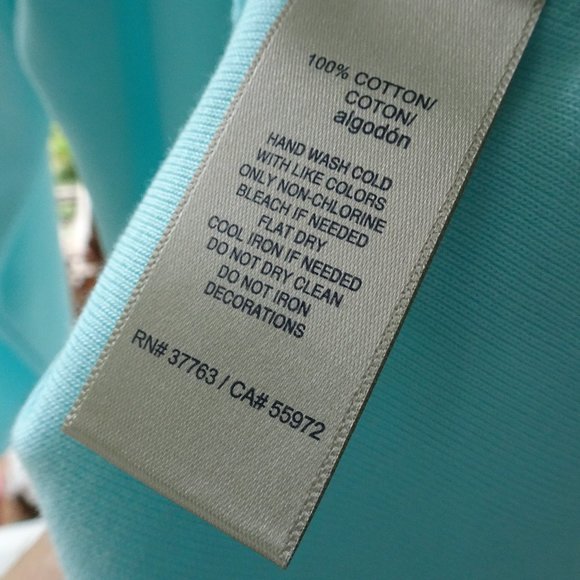 100% COTTON/
COTON/
algodón
HAND WASH COLD
WITH LIKE COLORS
ONLY NON-CHLORINE
BLEACH IF NEEDED
FLAT DRY
COOL IRON IF NEEDED
DO NOT DRY CLEAN
DO NOT IRON
DECORATIONS
RN# 37763 / CA# 55972